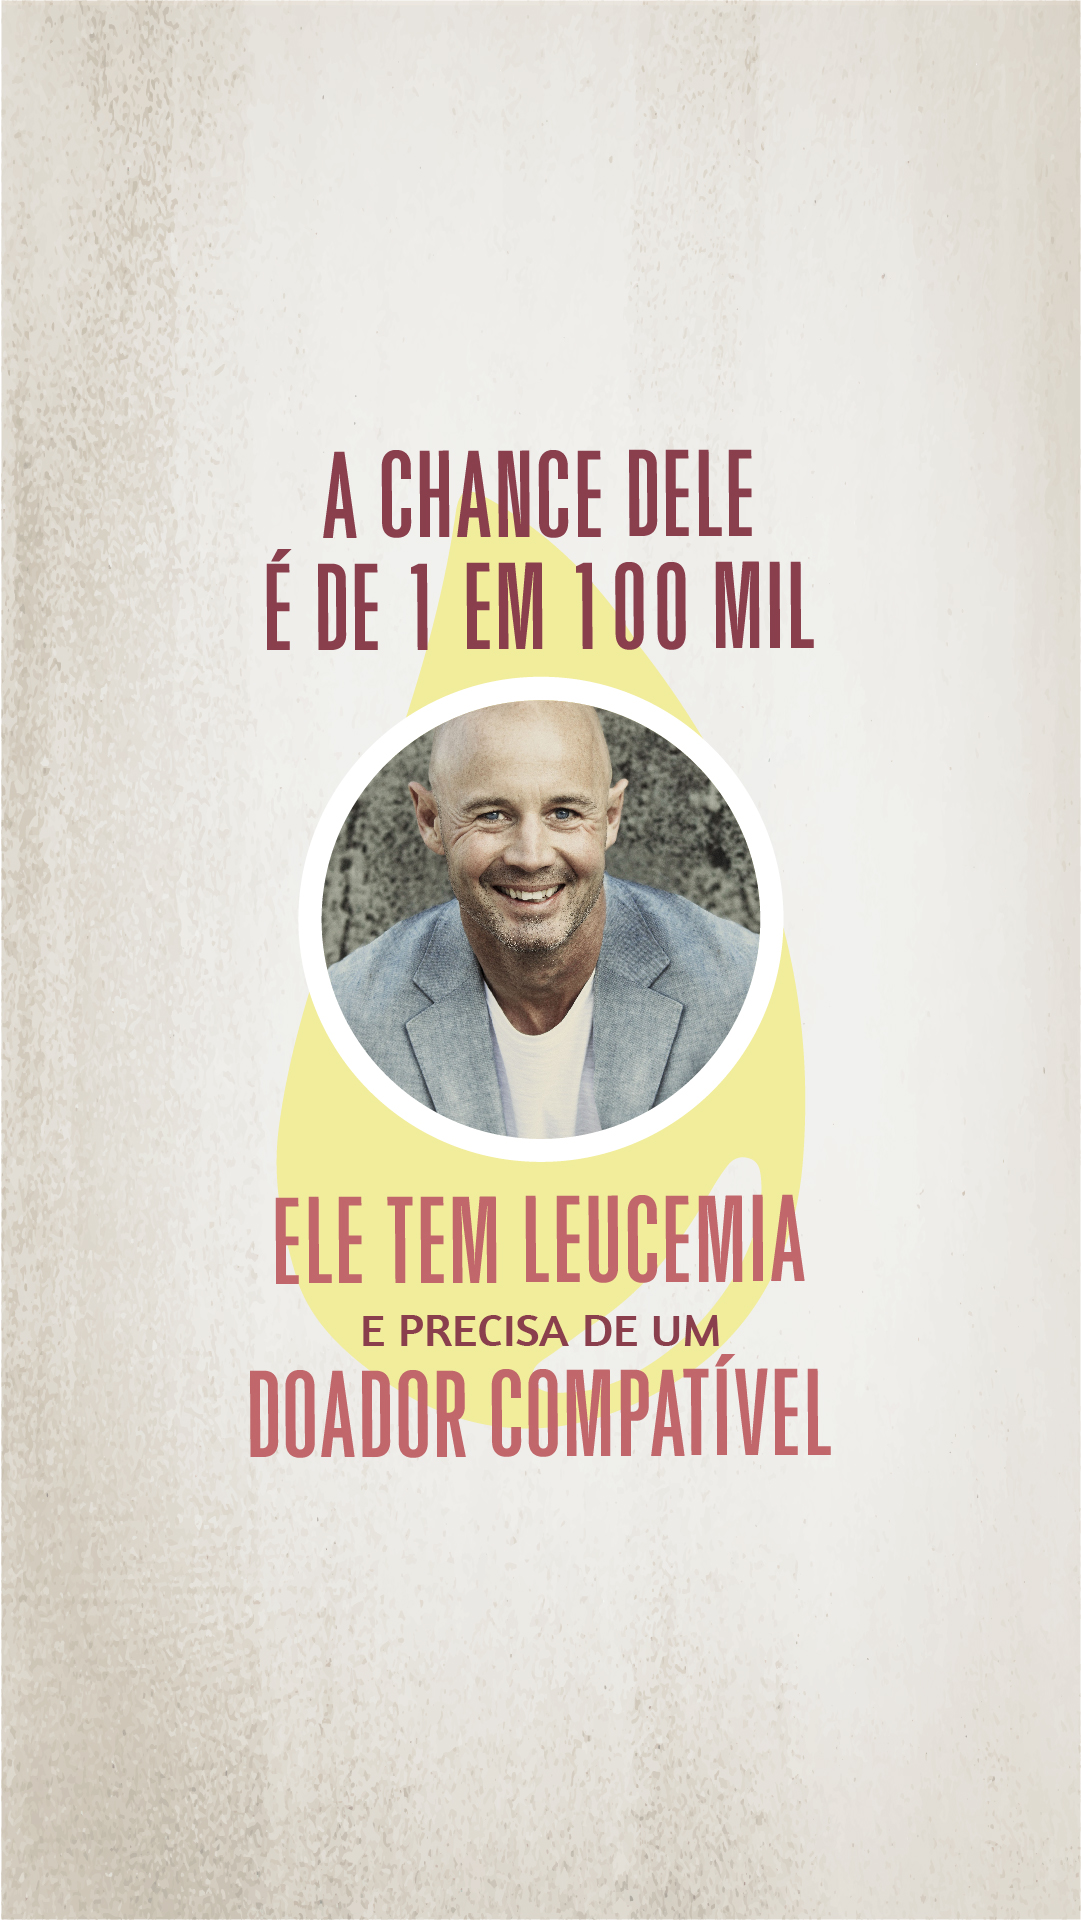 A CHANCE DELE
É DE 1 EM 100 MIL
ELE TEM LEUCEMIA
E PRECISA DE UM
DOADOR COMPATÍVEL